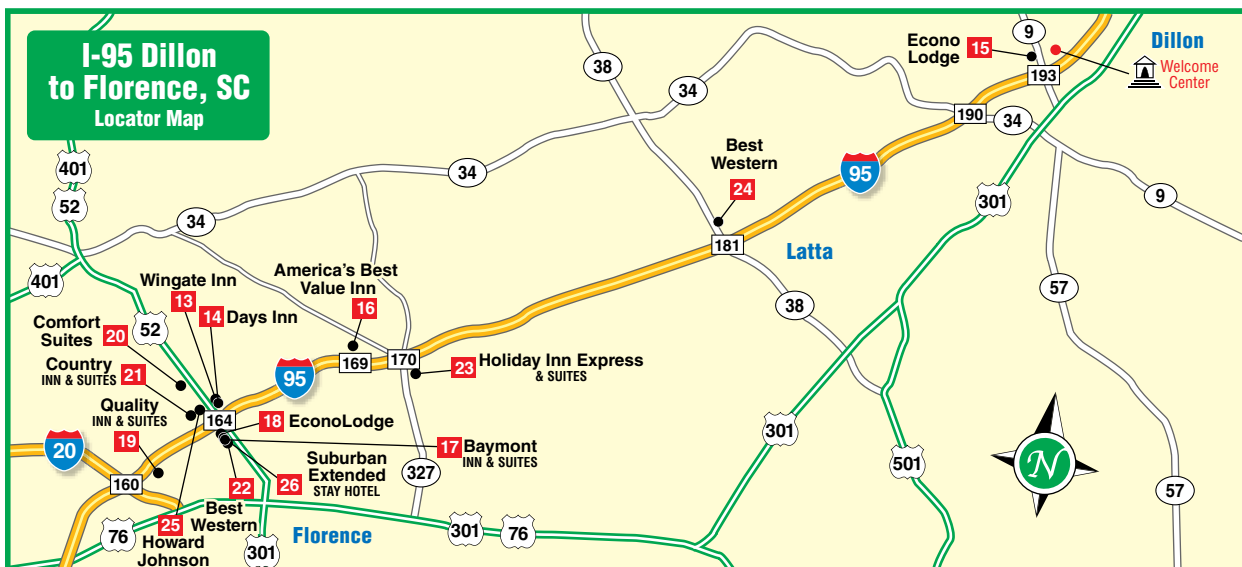 I-95 Dillon
to Florence, SC
Locator Map
Econo
Lodge
15
9
Dillon
Welcome
Center
193
38
34
190
34
401
52
34
Best
Western
24
95
9
301
34
181
Latta
401
Wingate Inn
13
14 Days Inn
America's Best
Value Inn
16
57
38
52
Comfort
Suites
20
Country
INN & SUITES
21
95
169
170
23
Holiday Inn Express
& SUITES
Quality
INN & SUITES
19
164
18 EconoLodge
17 Baymont
INN & SUITES
301
20
160
Suburban
Extended
STAY HOTEL
26
22
Best
Western
327
501
N
57
76
25
Howard
Johnson
301
Florence
301
76